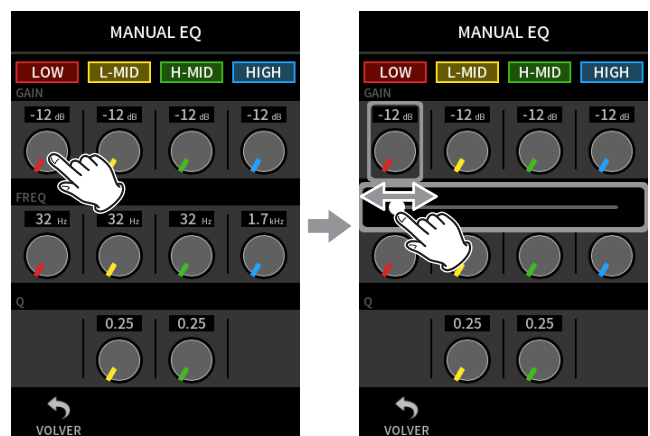 MANUAL EQ
LOW L-MID H-MID HIGH
GAIN
-12 dB -12 dB -12 dB -12 dB
FREQ
32 Hz 32 Hz 32 Hz 1.7 kHz
Q
0.25 0.25
VOLVER
MANUAL EQ
LOW L-MID H-MID HIGH
GAIN
-12 dB -12 dB -12 dB -12 dB
Q
0.25 0.25
VOLVER